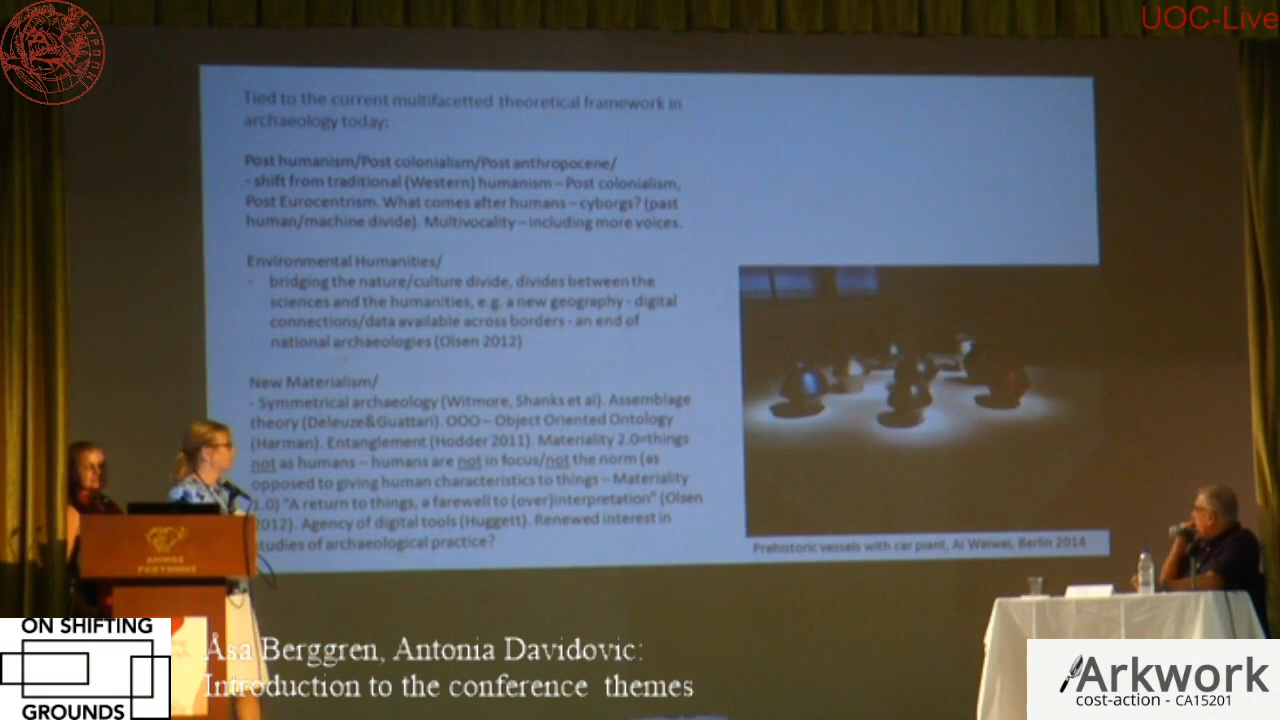 UOC-Live
Tied to the current multifacetted theoretical framework in
archaeology today:
Post humanism/Post colonialism/Post anthropocene/
- shift from traditional (Western) humanism – Post colonialism,
Post Eurocentrism. What comes after humans – cyborgs? (past
human/machine divide). Multivocality – including more voices.
Environmental Humanities/
- bridging the nature/culture divide, divides between the
sciences and the humanities, e.g. a new geography - digital
connections/data available across borders - an end of
national archaeologies (Olsen 2012)
New Materialism/
- Symmetrical archaeology (Witmore, Shanks et al). Assemblage
theory (Deleuze&Guattari). OOO – Object Oriented Ontology
(Harman). Entanglement (Hodder 2011). Materiality 2.0=things
not as humans – humans are not in focus/not the norm (as
opposed to giving human characteristics to things – Materiality
1.0) "A return to things, a farewell to (over)interpretation" (Olsen
2012). Agency of digital tools (Huggett). Renewed interest in
studies of archaeological practice?
Prehistoric vessels with car plant, Ai Weiwei, Berlin 2014
ΔΗΜΟΣ
ΡΕΘΥΜΝΗΣ
ON SHIFTING
GROUNDS
Åsa Berggren, Antonia Davidovic:
Introduction to the conference themes
Arkwork
cost-action - CA15201